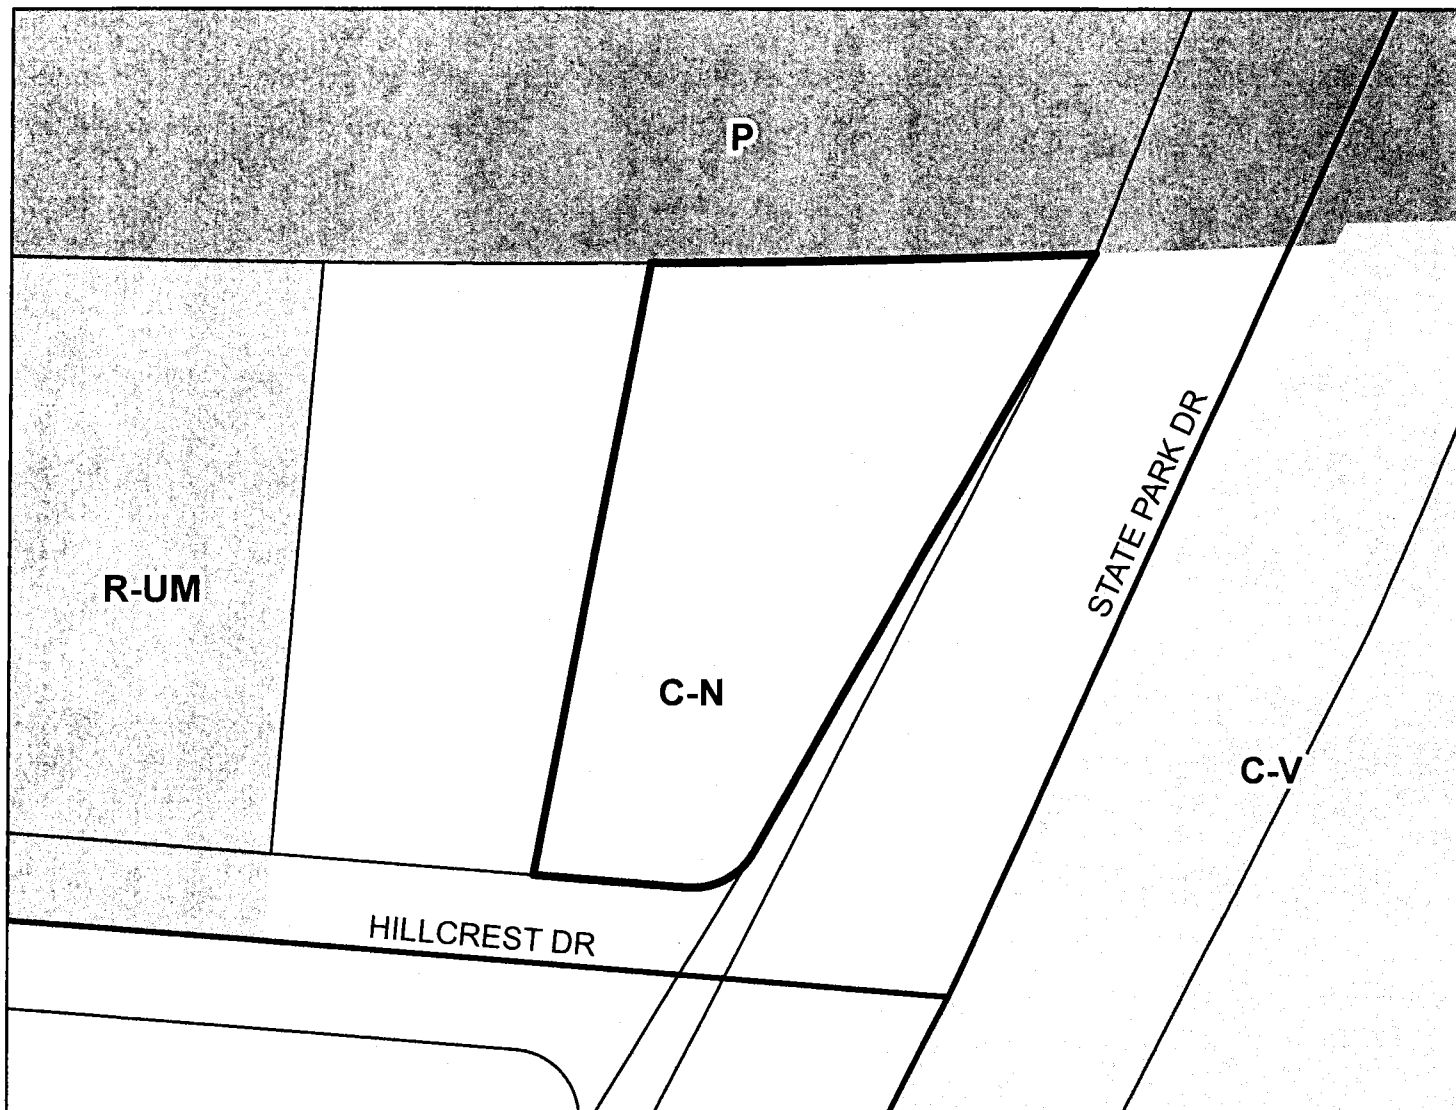 P
STATE PARK DR
R-UM
C-N
C-V
HILLCREST DR